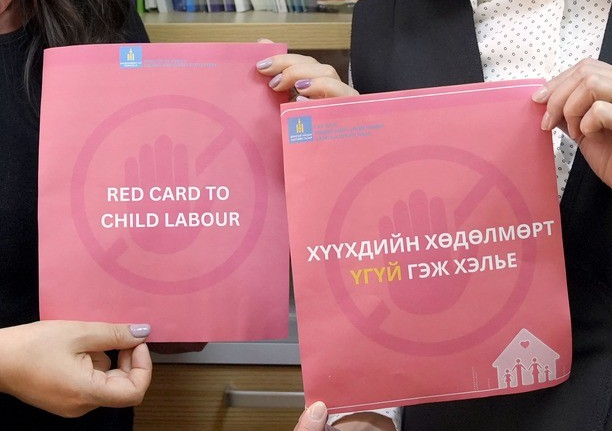 RED CARD TO
CHILD LABOUR
ХҮҮХДИЙН ХӨДӨЛМӨРТ
ҮГҮЙ ГЭЖ ХЭЛЬЕ